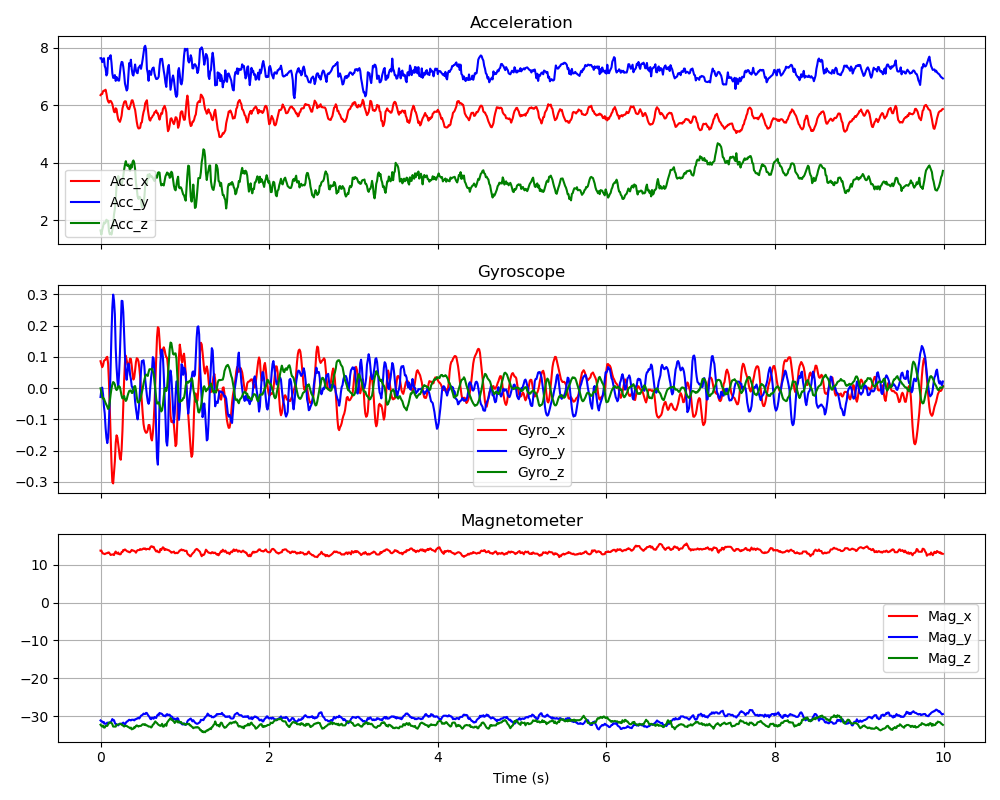 Acceleration
8
6
4
2
Acc_x
Acc_y
Acc_z
Gyroscope
0.3
0.2
0.1
0.0
−0.1
−0.2
−0.3
Gyro_x
Gyro_y
Gyro_z
Magnetometer
10
0
−10
−20
−30
Mag_x
Mag_y
Mag_z
0 2 4 6 8 10
Time (s)